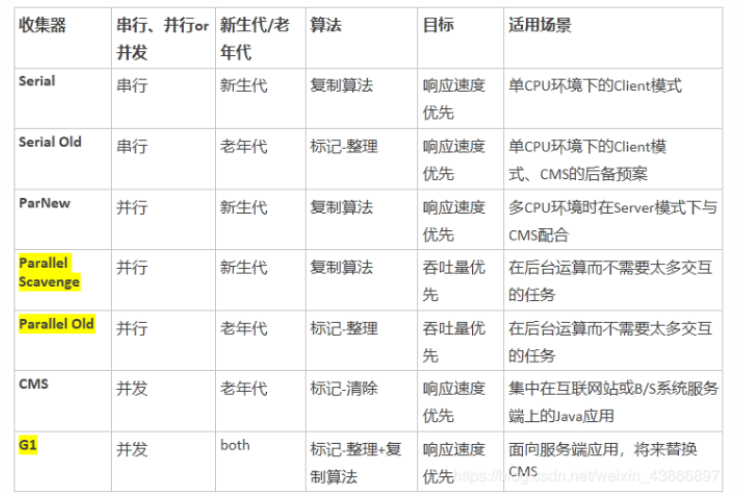 收集器 串行、并行or 新生代/老 算法 目标 适用场景
并发 年代
Serial 串行 新生代 复制算法 响应速度 单CPU环境下的Client模式
优先
Serial Old 串行 老年代 标记-整理 响应速度 单CPU环境下的Client模
优先 式、CMS的后备预案
ParNew 并行 新生代 复制算法 响应速度 多CPU环境时在Server模式下与
优先 CMS配合
Parallel 并行 新生代 复制算法 吞吐量优 在后台运算而不需要太多交互
Scavenge 先 的任务
Parallel Old 并行 老年代 标记-整理 吞吐量优 在后台运算而不需要太多交互
先 的任务
CMS 并发 老年代 标记-清除 响应速度 集中在互联网站或B/S系统服务
优先 端上的Java应用
G1 并发 both 标记-整理+复 响应速度 面向服务端应用，将来替换
制算法 优先 CMS
https://blog.csdn.net/weixin_43866897